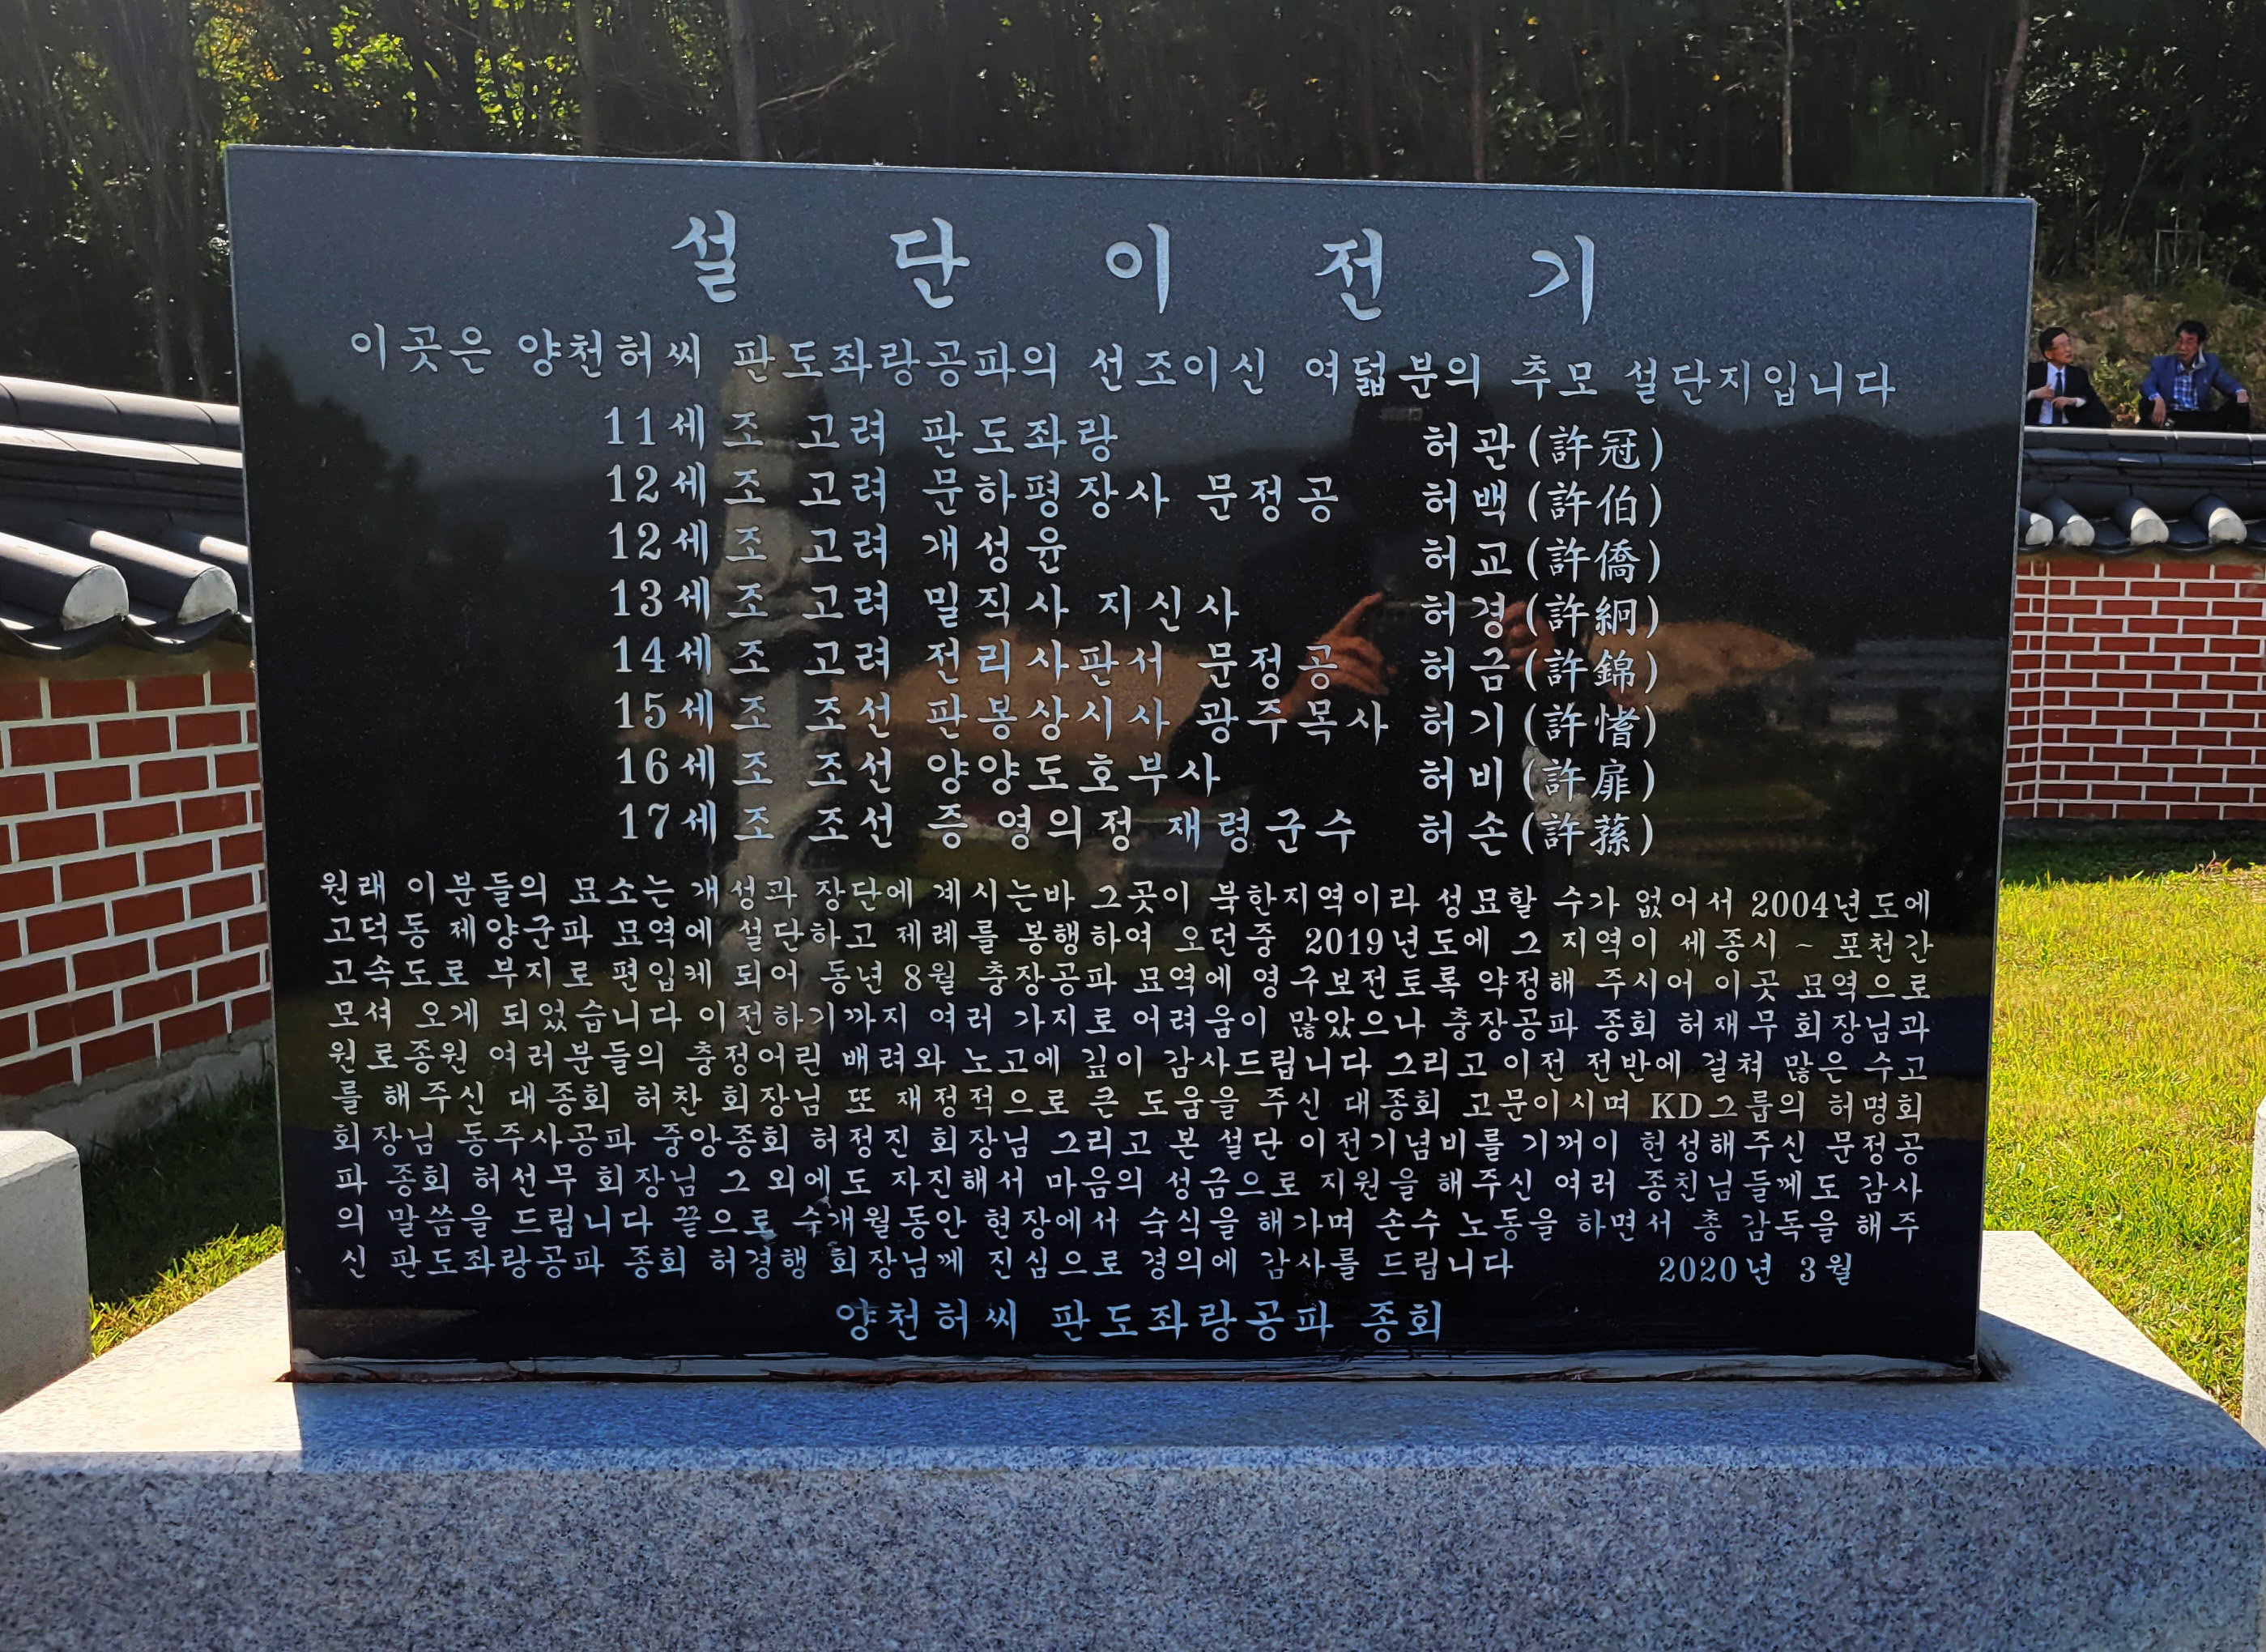 설단이전기
이곳은 양천허씨 판도좌랑공파의 선조이신 여덟분의 추모 설단지입니다
11세조 고려 판도좌랑 허관(許冠)
12세조 고려 문하평장사 문정공 허백(許伯)
12세조 고려 개성윤 허교(許僑)
13세조 고려 밀직사 지신사 허경(許絅)
14세조 고려 전리사판서 문정공 허금(許錦)
15세조 조선 판봉상시사 광주목사 허기(許愭)
16세조 조선 양양도호부사 허비(許扉)
17세조 조선 증 영의정 재령군수 허손(許蓀)
원래 이분들의 묘소는 개성과 장단에 계시는바 그곳이 북한지역이라 성묘할 수가 없어서 2004년도에
고덕동 제양군파 묘역에 설단하고 제례를 봉행하여 오던중 2019년도에 그 지역이 세종시 ~ 포천간
고속도로 부지로 편입케 되어 동년 8월 충장공파 묘역에 영구보전토록 약정해 주시어 이곳 묘역으로
모셔 오게 되었습니다 이전하기까지 여러 가지로 어려움이 많았으나 충장공파 종회 허재무 회장님과
원로종원 여러분들의 충정어린 배려와 노고에 깊이 감사드립니다 그리고 이전 전반에 걸쳐 많은 수고
를 해주신 대종회 허찬 회장님 또 재정적으로 큰 도움을 주신 대종회 고문이시며 KD그룹의 허명회
회장님 동주사공파 중앙종회 허정진 회장님 그리고 본 설단 이전기념비를 기꺼이 헌성해주신 문정공
파 종회 허선무 회장님 그 외에도 자진해서 마음의 성금으로 지원을 해주신 여러 종친님들께도 감사
의 말씀을 드립니다 끝으로 숙개월동안 현장에서 숙식을 해가며 손수 노동을 하면서 총 감독을 해주
신 판도좌랑공파 종회 허경행 회장님께 진심으로 경의에 감사를 드립니다 2020년 3월
양천허씨 판도좌랑공파 종회